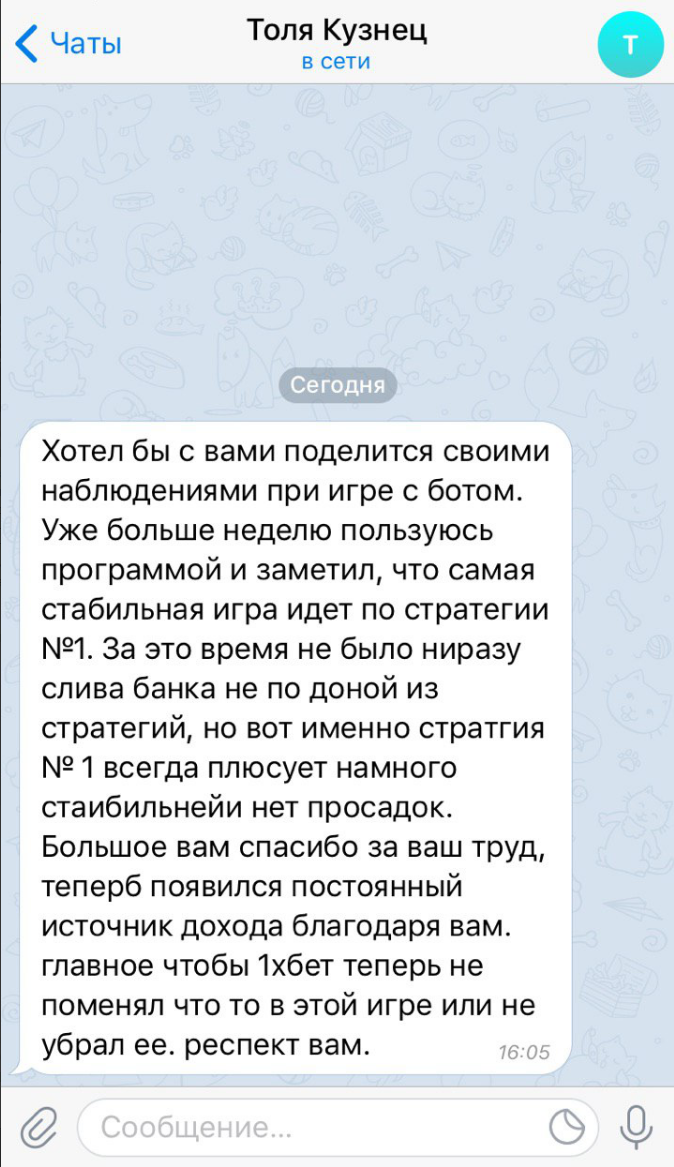 Чаты
Толя Кузнец
в сети
Т
Сегодня
Хотел бы с вами поделится своими
наблюдениями при игре с ботом.
Уже больше неделю пользуюсь
программой и заметил, что самая
стабильная игра идет по стратегии
№1. За это время не было ниразу
слива банка не по доной из
стратегий, но вот именно стратгия
№ 1 всегда плюсует намного
стаибильнейи нет просадок.
Большое вам спасибо за ваш труд,
теперб появился постоянный
источник дохода благодаря вам.
главное чтобы 1хбет теперь не
поменял что то в этой игре или не
убрал ее. респект вам.
16:05
Сообщение...